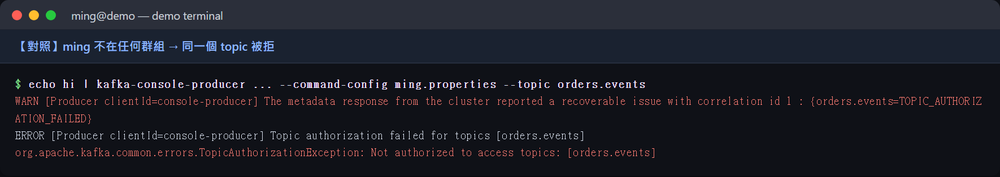 ming@demo — demo terminal
【對照】ming 不在任何群組 → 同一個 topic 被拒
$ echo hi | kafka-console-producer ... --command-config ming.properties --topic orders.events
WARN [Producer clientId=console-producer] The metadata response from the cluster reported a recoverable issue with correlation id 1 : {orders.events=TOPIC_AUTHORIZ
ATION_FAILED}
ERROR [Producer clientId=console-producer] Topic authorization failed for topics [orders.events]
org.apache.kafka.common.errors.TopicAuthorizationException: Not authorized to access topics: [orders.events]